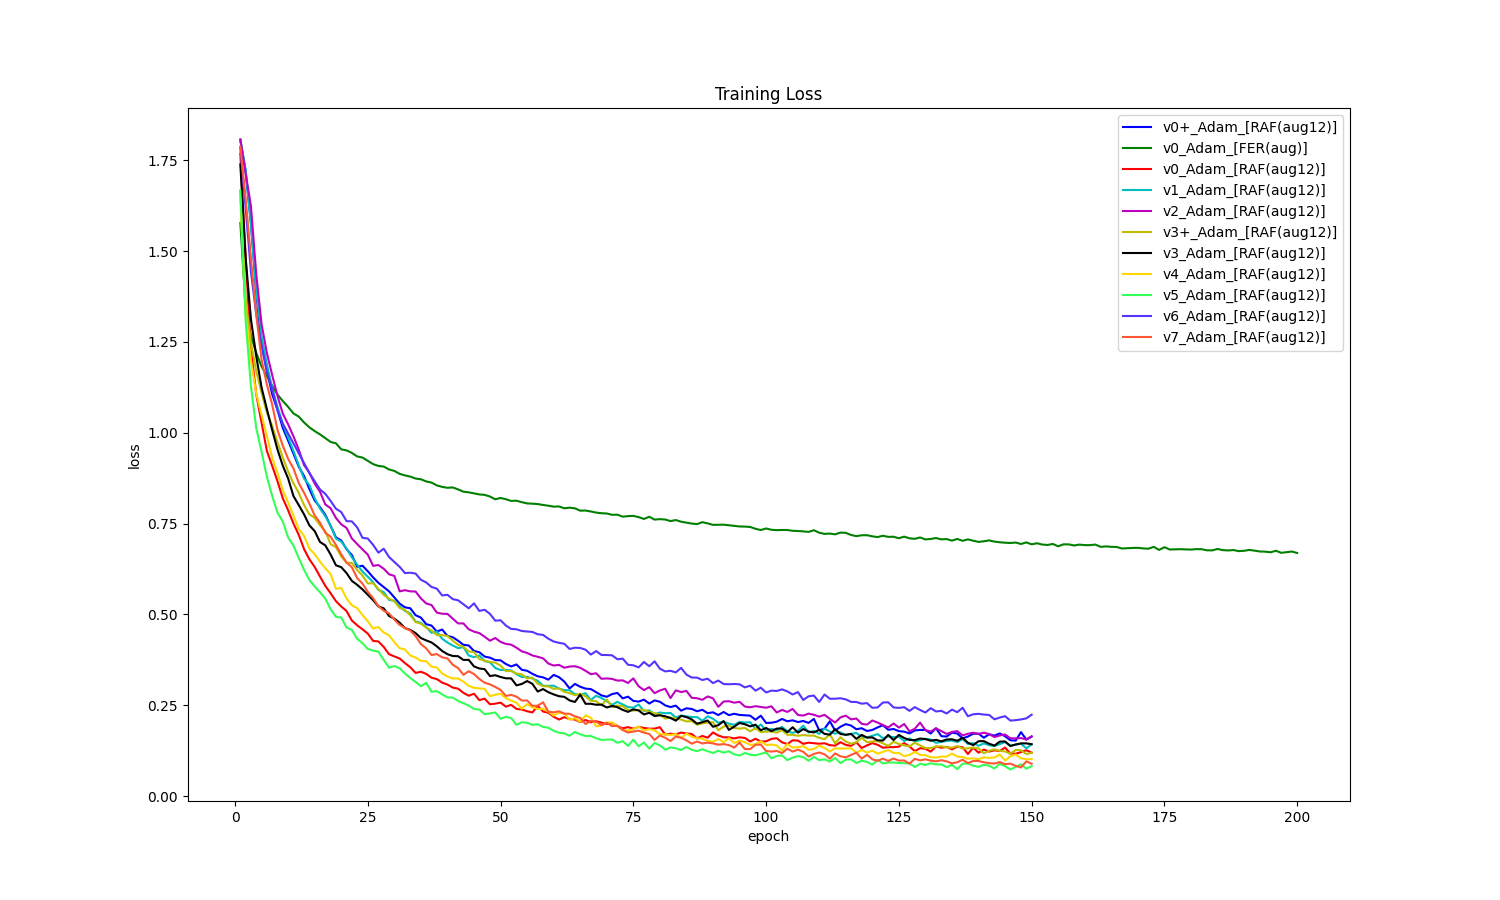 Training Loss
v0+_Adam_[RAF(aug12)]
v0_Adam_[FER(aug)]
v0_Adam_[RAF(aug12)]
v1_Adam_[RAF(aug12)]
v2_Adam_[RAF(aug12)]
v3+_Adam_[RAF(aug12)]
v3_Adam_[RAF(aug12)]
v4_Adam_[RAF(aug12)]
v5_Adam_[RAF(aug12)]
v6_Adam_[RAF(aug12)]
v7_Adam_[RAF(aug12)]
1.75
1.50
1.25
1.00
0.75
0.50
0.25
0.00
loss
0 25 50 75 100 125 150 175 200
epoch